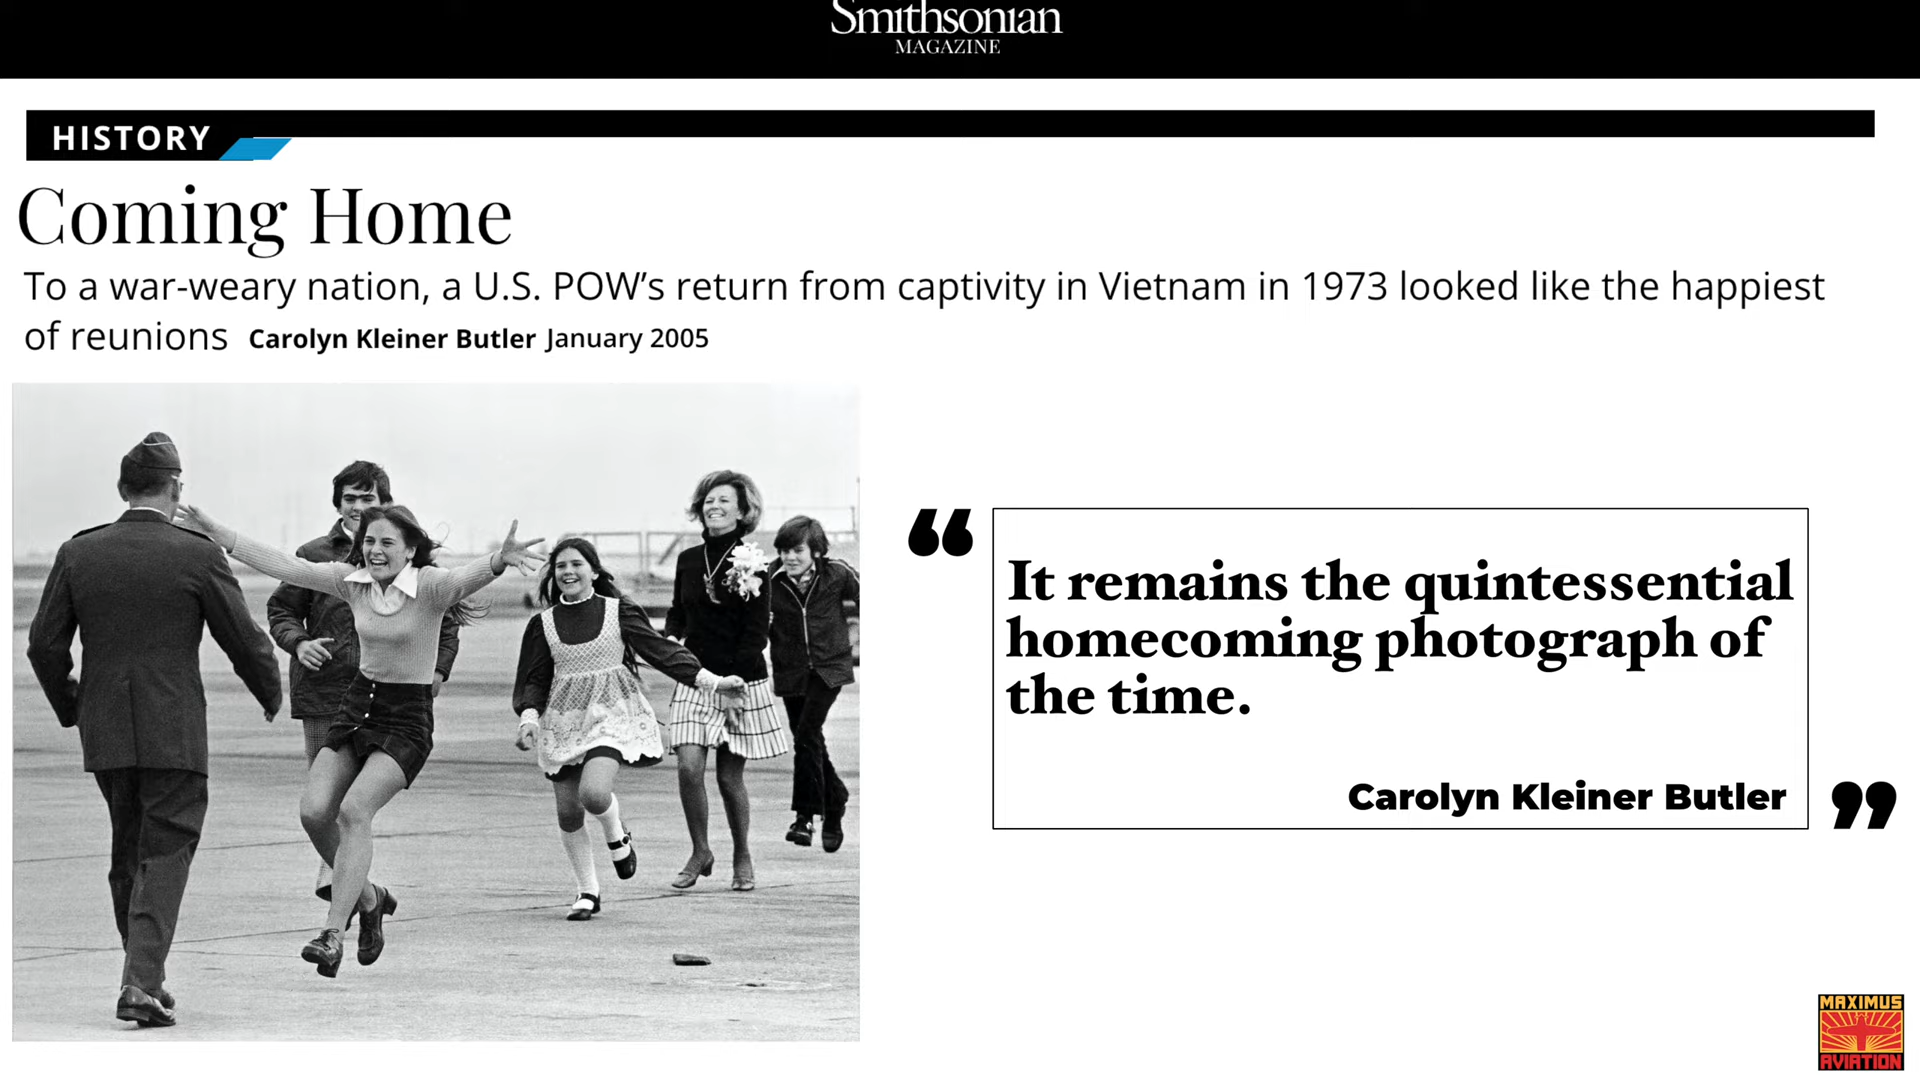 Smithsonian
MAGAZINE
HISTORY
Coming Home
To a war-weary nation, a U.S. POW’s return from captivity in Vietnam in 1973 looked like the happiest
of reunions Carolyn Kleiner Butler January 2005
“
It remains the quintessential
homecoming photograph of
the time.
Carolyn Kleiner Butler
”
MAXIMUS
AVIATION